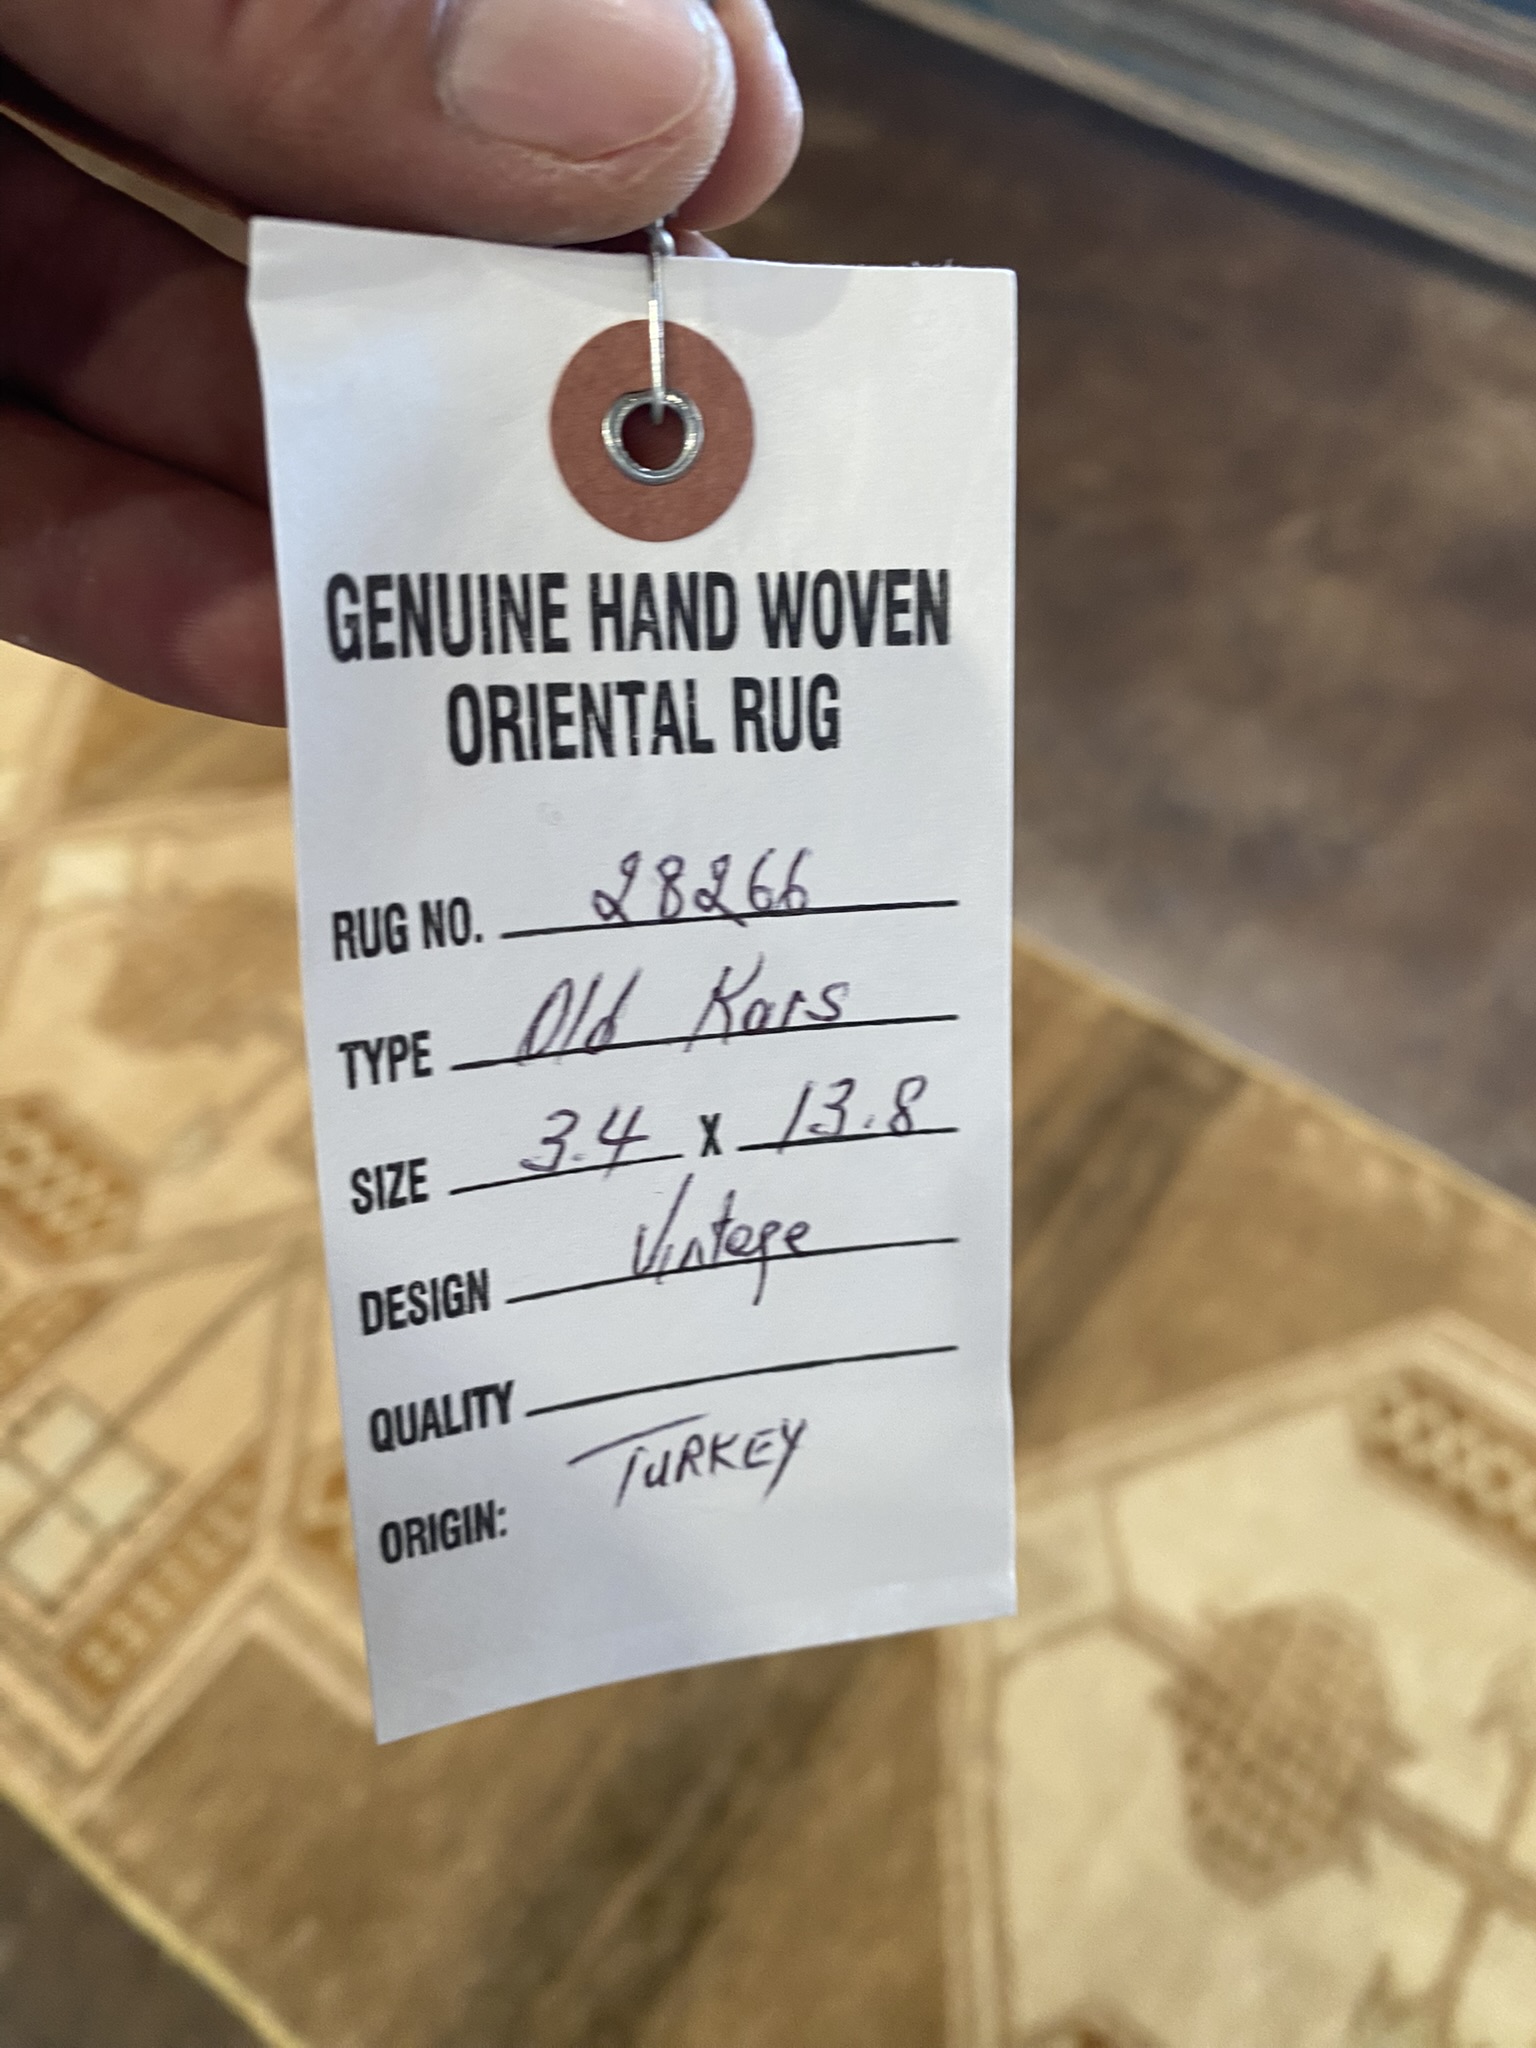 GENUINE HAND WOVEN
ORIENTAL RUG
RUG NO. 28266
TYPE Old Kars
SIZE 3.4 X 13.8
DESIGN Vintage
QUALITY
ORIGIN: TURKEY